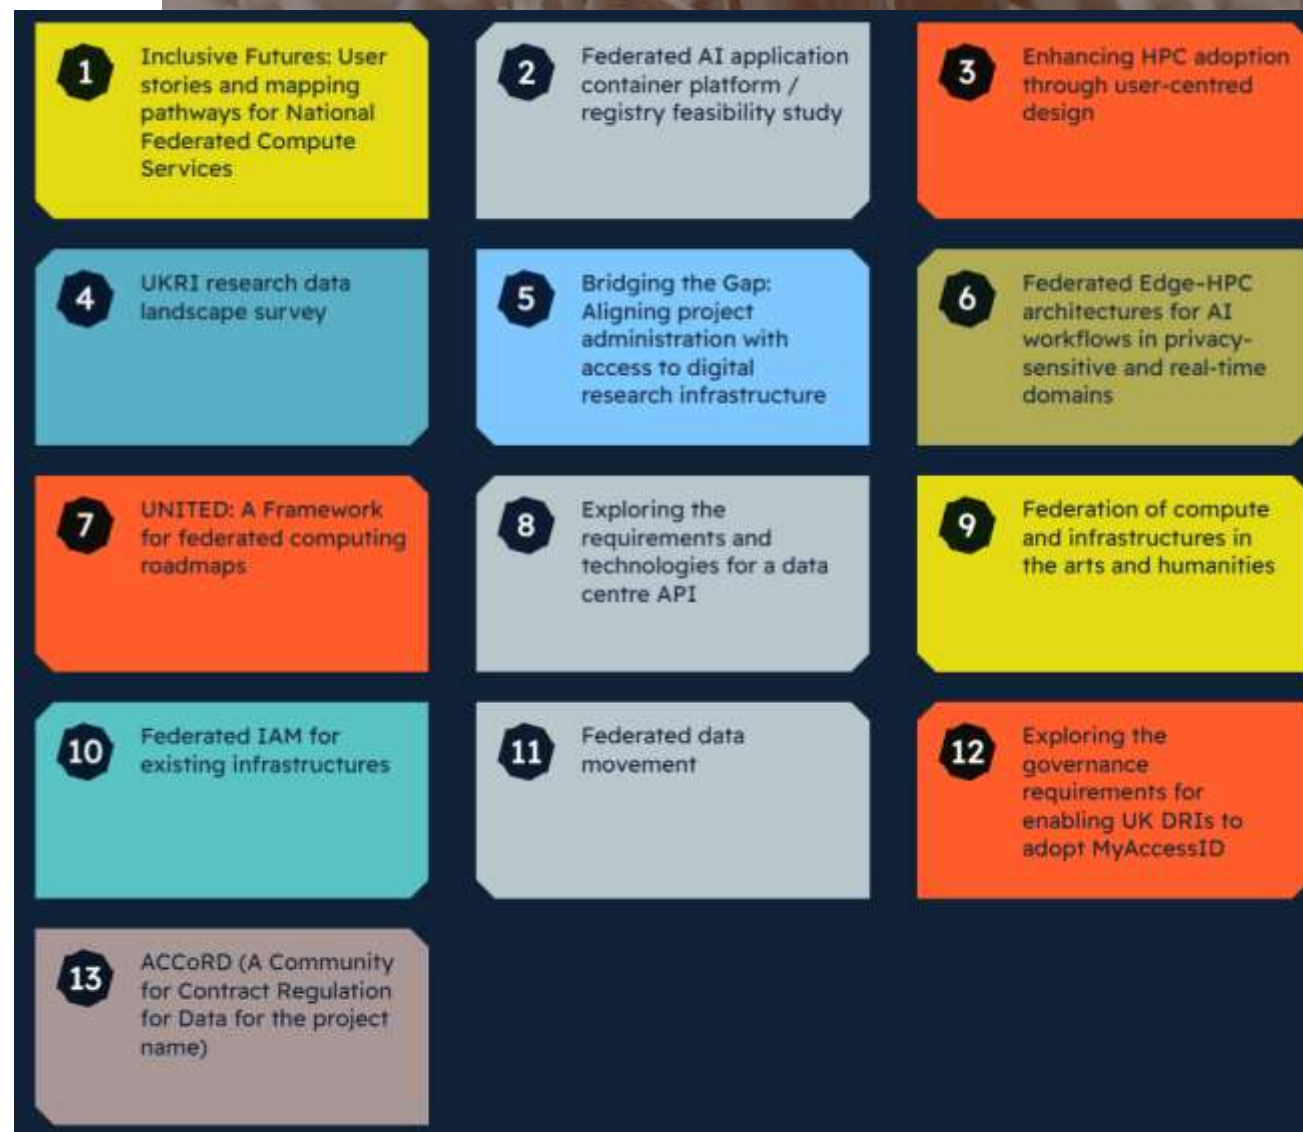 1
Inclusive Futures: User
stories and mapping
pathways for National
Federated Compute
Services
2
Federated AI application
container platform /
registry feasibility study
3
Enhancing HPC adoption
through user-centred
design
4
UKRI research data
landscape survey
5
Bridging the Gap:
Aligning project
administration with
access to digital
research infrastructure
6
Federated Edge-HPC
architectures for AI
workflows in privacy-
sensitive and real-time
domains
7
UNITED: A Framework
for federated computing
roadmaps
8
Exploring the
requirements and
technologies for a data
centre API
9
Federation of compute
and infrastructures in
the arts and humanities
10
Federated IAM for
existing infrastructures
11
Federated data
movement
12
Exploring the
governance
requirements for
enabling UK DRIs to
adopt MyAccessID
13
ACCoRD (A Community
for Contract Regulation
for Data for the project
name)